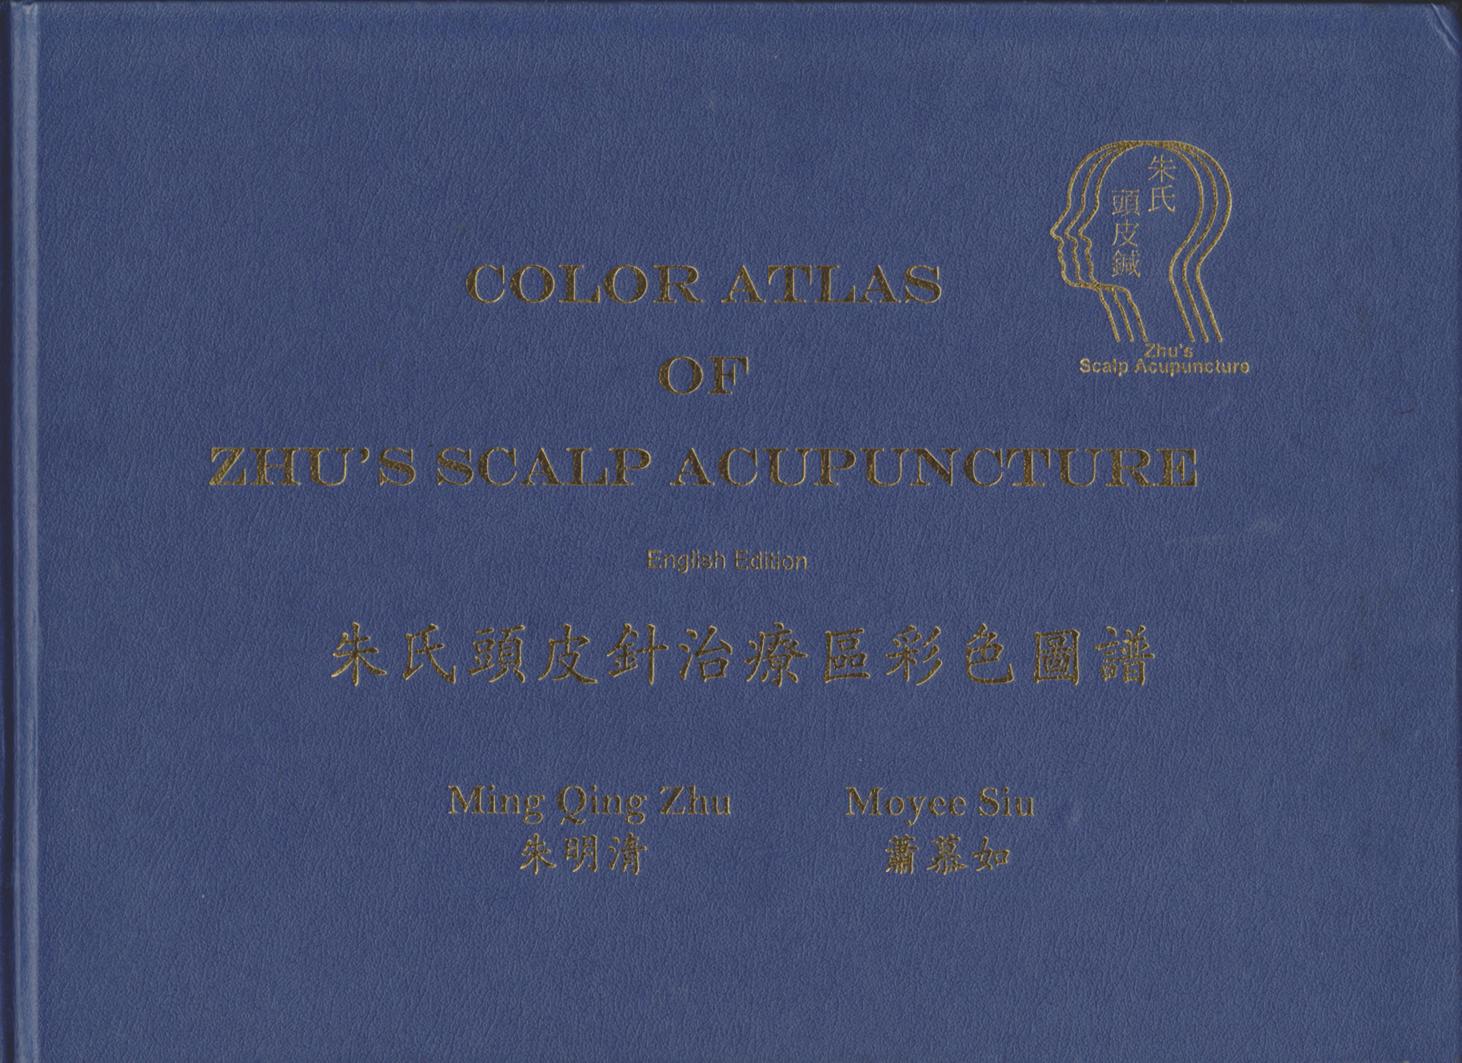 朱氏
頭皮鍼
Zhu's
Scalp Acupuncture
COLOR ATLAS
OF
ZHU'S SCALP ACUPUNCTURE
English Edition
朱氏頭皮針治療區彩色圖譜
Ming Qing Zhu Moyee Siu
朱明清 蕭慕如